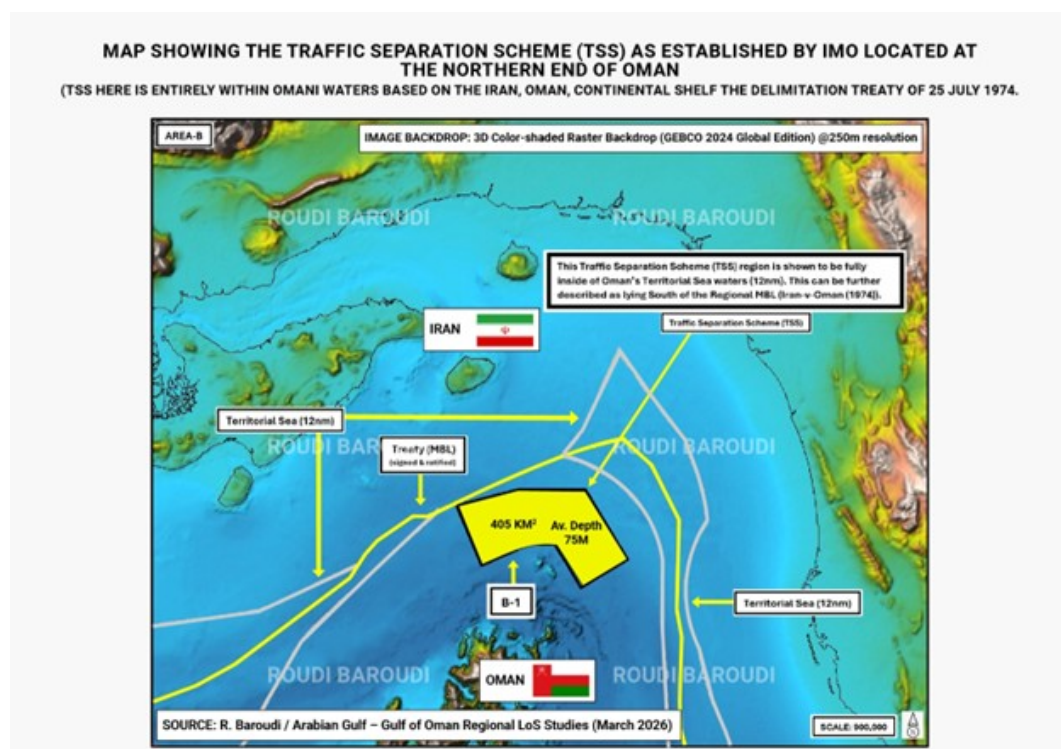 MAP SHOWING THE TRAFFIC SEPARATION SCHEME (TSS) AS ESTABLISHED BY IMO LOCATED AT
THE NORTHERN END OF OMAN
(TSS HERE IS ENTIRELY WITHIN OMANI WATERS BASED ON THE IRAN, OMAN, CONTINENTAL SHELF THE DELIMITATION TREATY OF 25 JULY 1974.
AREA-B
IMAGE BACKDROP: 3D Color-shaded Raster Backdrop (GEBCO 2024 Global Edition) @250m resolution
ROUDI BAROUDI
ROUDI BAROUDI
This Traffic Separation Scheme (TSS) region is shown to be fully
inside of Oman's Territorial Sea waters (12nm). This can be further
described as lying South of the Regional MBL (Iran-v-Oman (1974)).
IRAN
Traffic Separation Scheme (TSS)
Territorial Sea (12nm)
ROUDI BAR
ROUDI BAROUDI
Treaty (MBL)
(signed & ratified)
405 KM²
Av. Depth
75M
B-1
Territorial Sea (12nm)
ROUDI BAROUDI
ROUDI BAROUDI
OMAN
SOURCE: R. Baroudi / Arabian Gulf – Gulf of Oman Regional LoS Studies (March 2026)
SCALE: 900,000